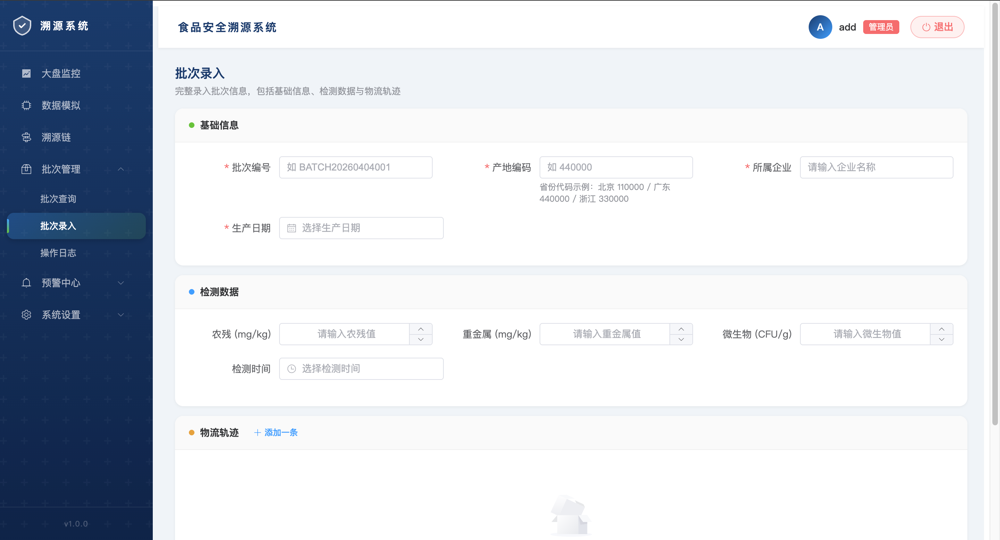 溯源系统
食品安全溯源系统
A
add
管理员
退出
大盘监控
数据模拟
溯源链
批次管理
批次查询
批次录入
操作日志
预警中心
系统设置
v1.0.0
批次录入
完整录入批次信息，包括基础信息、检测数据与物流轨迹
基础信息
* 批次编号
如 BATCH20260404001
* 产地编码
如 440000
省份代码示例：北京 110000 / 广东
440000 / 浙江 330000
* 所属企业
请输入企业名称
* 生产日期
选择生产日期
检测数据
农残 (mg/kg)
请输入农残值
重金属 (mg/kg)
请输入重金属值
微生物 (CFU/g)
请输入微生物值
检测时间
选择检测时间
物流轨迹
+ 添加一条